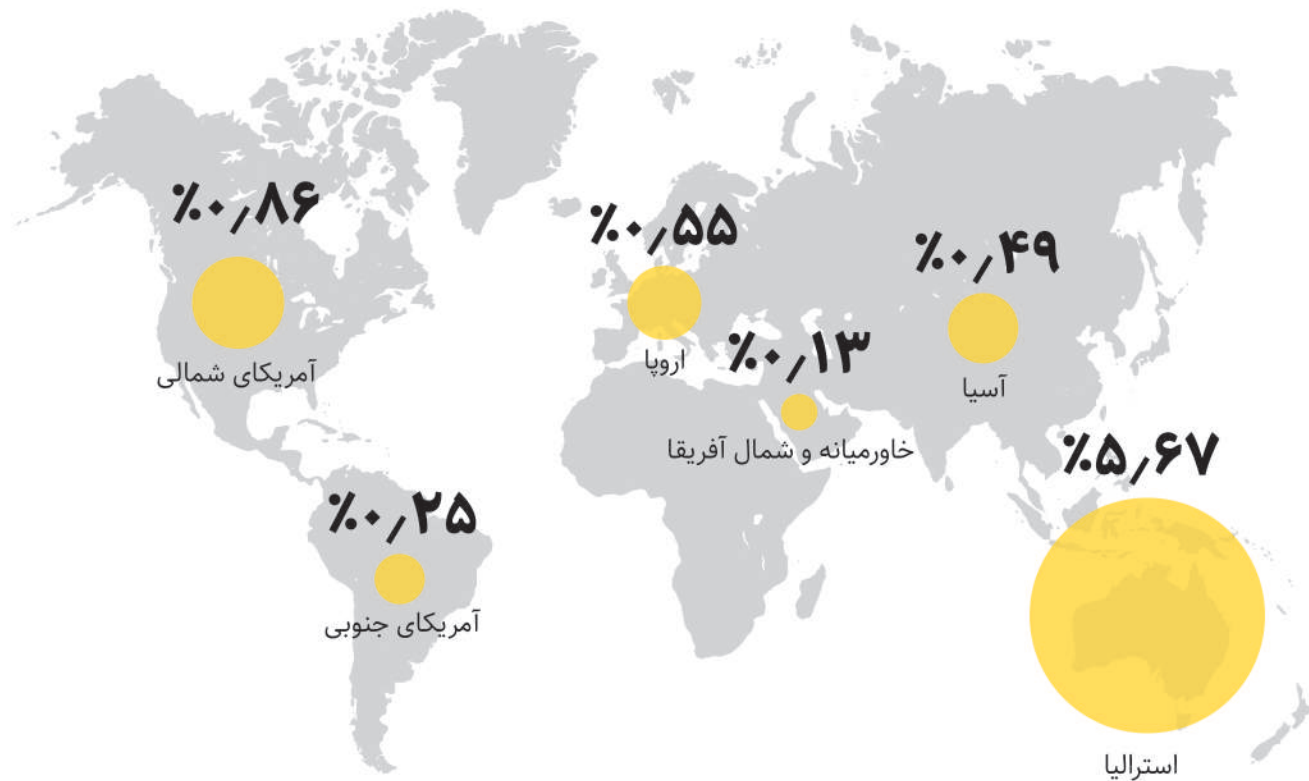 ٪۰٫۸۶
آمریکای شمالی
٪۰٫۵۵
اروپا
٪۰٫۴۹
آسیا
٪۰٫۱۳
خاورمیانه و شمال آفریقا
٪۰٫۲۵
آمریکای جنوبی
٪۵٫۶۷
استرالیا